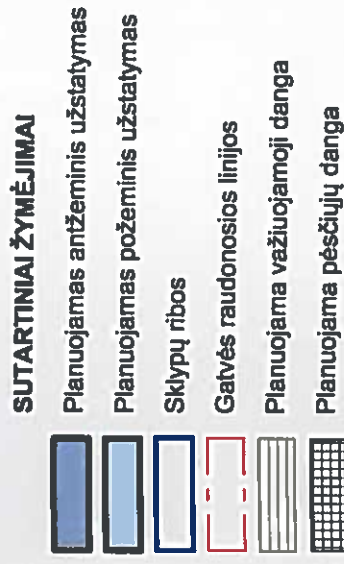 SUTARTINIAI ŽYMĖJIMAI
Planuojamas antžeminis užstatymas
Planuojamas požeminis užstatymas
Sklypų ribos
Gatvės raudonosios linijos
Planuojama važiuojamoji danga
Planuojama pėsčiųjų danga